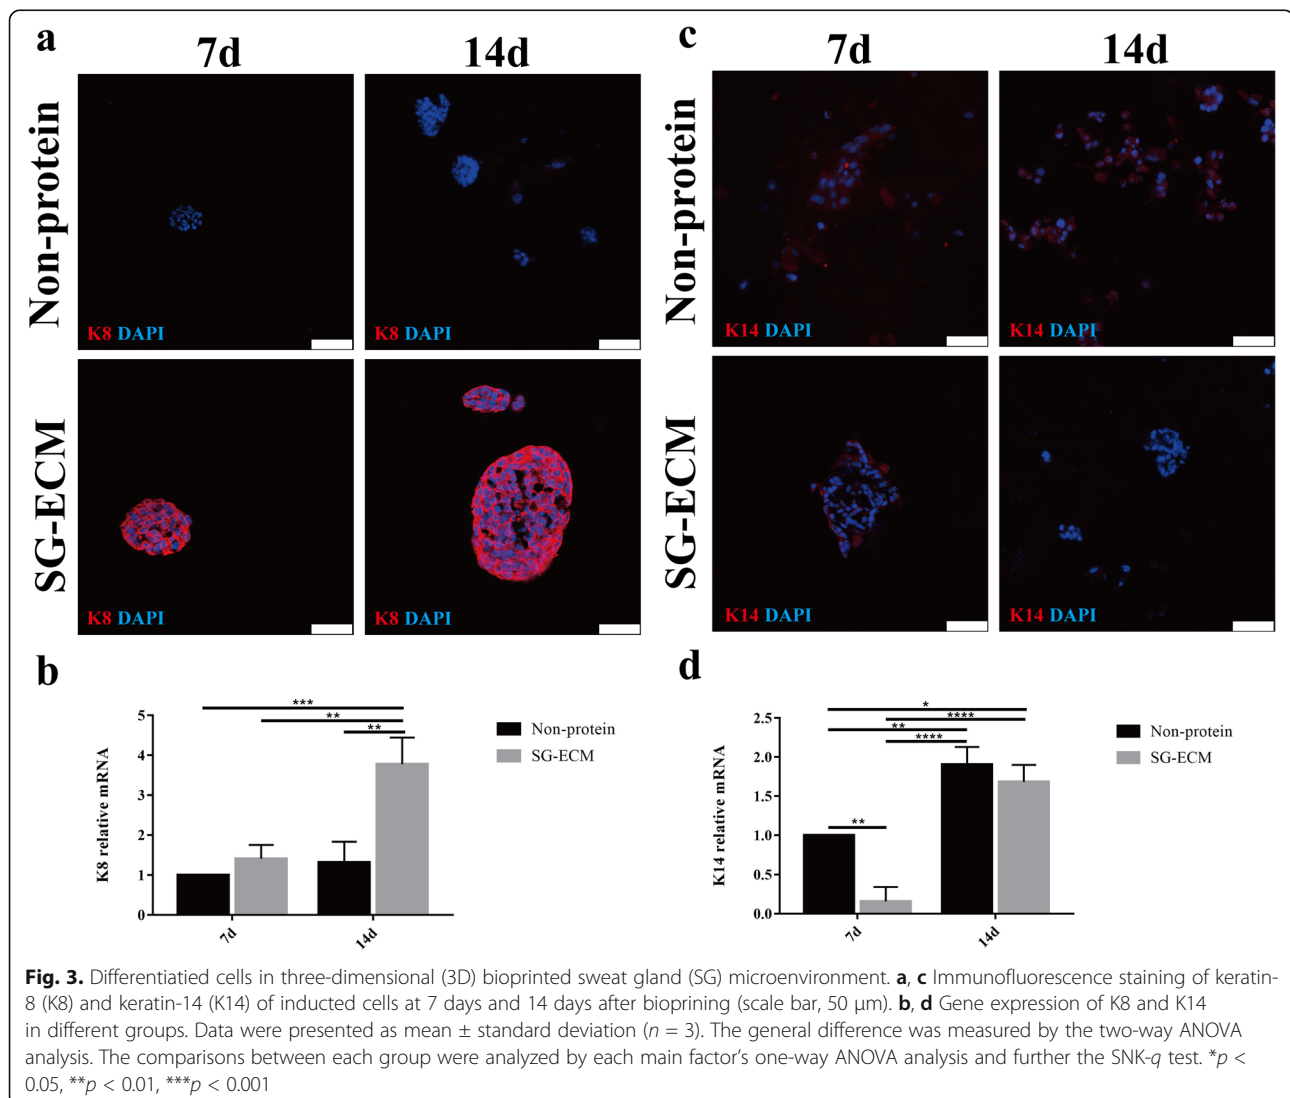 a
7d
14d
Non-protein
K8 DAPI
K8 DAPI
SG-ECM
K8 DAPI
K8 DAPI
c
7d
14d
Non-protein
K14 DAPI
K14 DAPI
SG-ECM
K14 DAPI
K14 DAPI
b
***
**
**
5
4
3
2
1
0
K8 relative mRNA
7d
14d
Non-protein
SG-ECM
d
*
****
**
****
**
2.5
2.0
1.5
1.0
0.5
0.0
K14 relative mRNA
7d
14d
Non-protein
SG-ECM
Fig. 3. Differentiatied cells in three-dimensional (3D) bioprinted sweat gland (SG) microenvironment. a, c Immunofluorescence staining of keratin-
8 (K8) and keratin-14 (K14) of inducted cells at 7 days and 14 days after bioprining (scale bar, 50 μm). b, d Gene expression of K8 and K14
in different groups. Data were presented as mean ± standard deviation (n = 3). The general difference was measured by the two-way ANOVA
analysis. The comparisons between each group were analyzed by each main factor's one-way ANOVA analysis and further the SNK-q test. *p <
0.05, **p < 0.01, ***p < 0.001